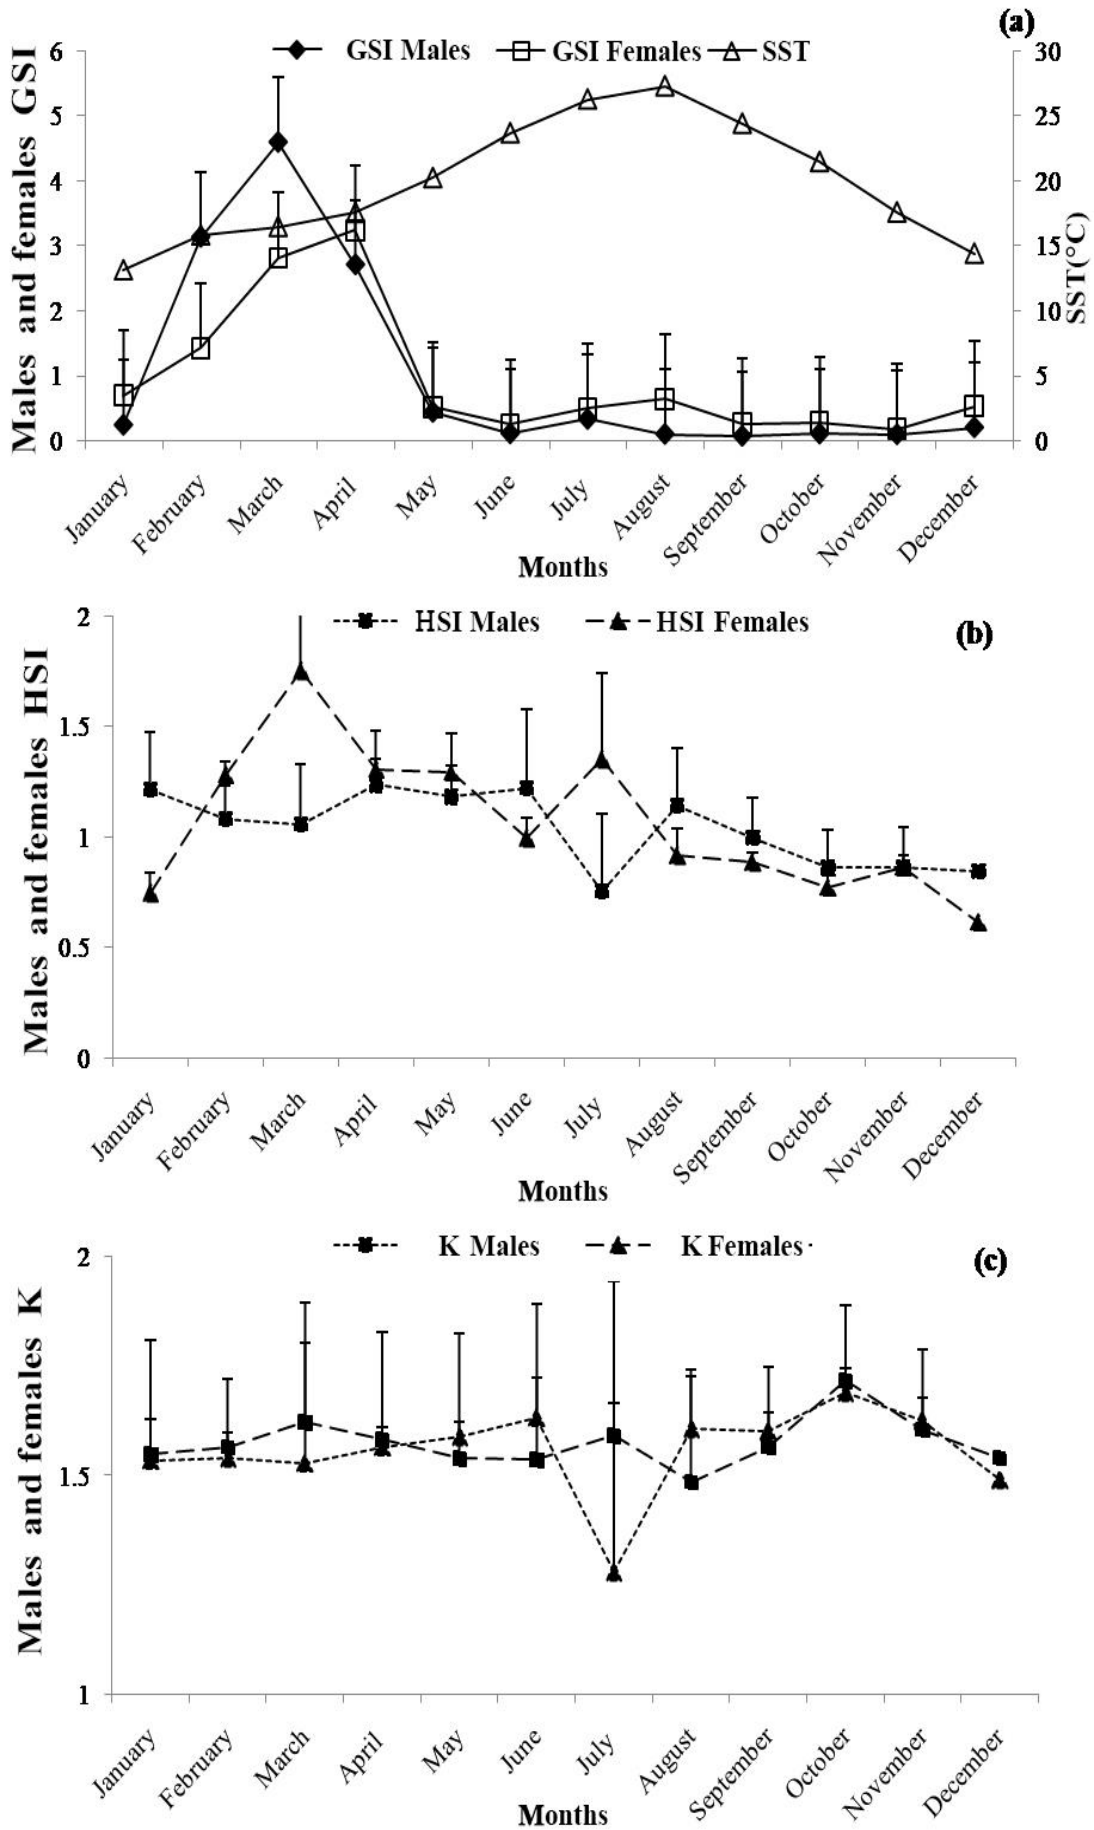 (a)
GSI Males GSI Females SST
Males and females GSI
6
5
4
3
2
1
0
30
25
20
15
10
5
0
SST(°C)
January
February
March
April
May
June
July
August
September
October
November
December
Months
HSI Males HSI Females
(b)
Males and females HSI
2
1.5
1
0.5
0
January
February
March
April
May
June
July
August
September
October
November
December
Months
K Males K Females
(c)
Males and females K
2
1.5
1
January
February
March
April
May
June
July
August
September
October
November
December
Months